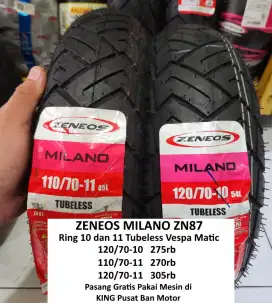 ZENEOS
MILANO
110/70-11 45L
TUBELESS
ZENEOS
MILANO
120/70-10 54L
TUBELESS
ZENEOS MILANO ZN87
Ring 10 dan 11 Tubeless Vespa Matic
120/70-10 275rb
110/70-11 270rb
120/70-11 305rb
Pasang Gratis Pakai Mesin di
KING Pusat Ban Motor